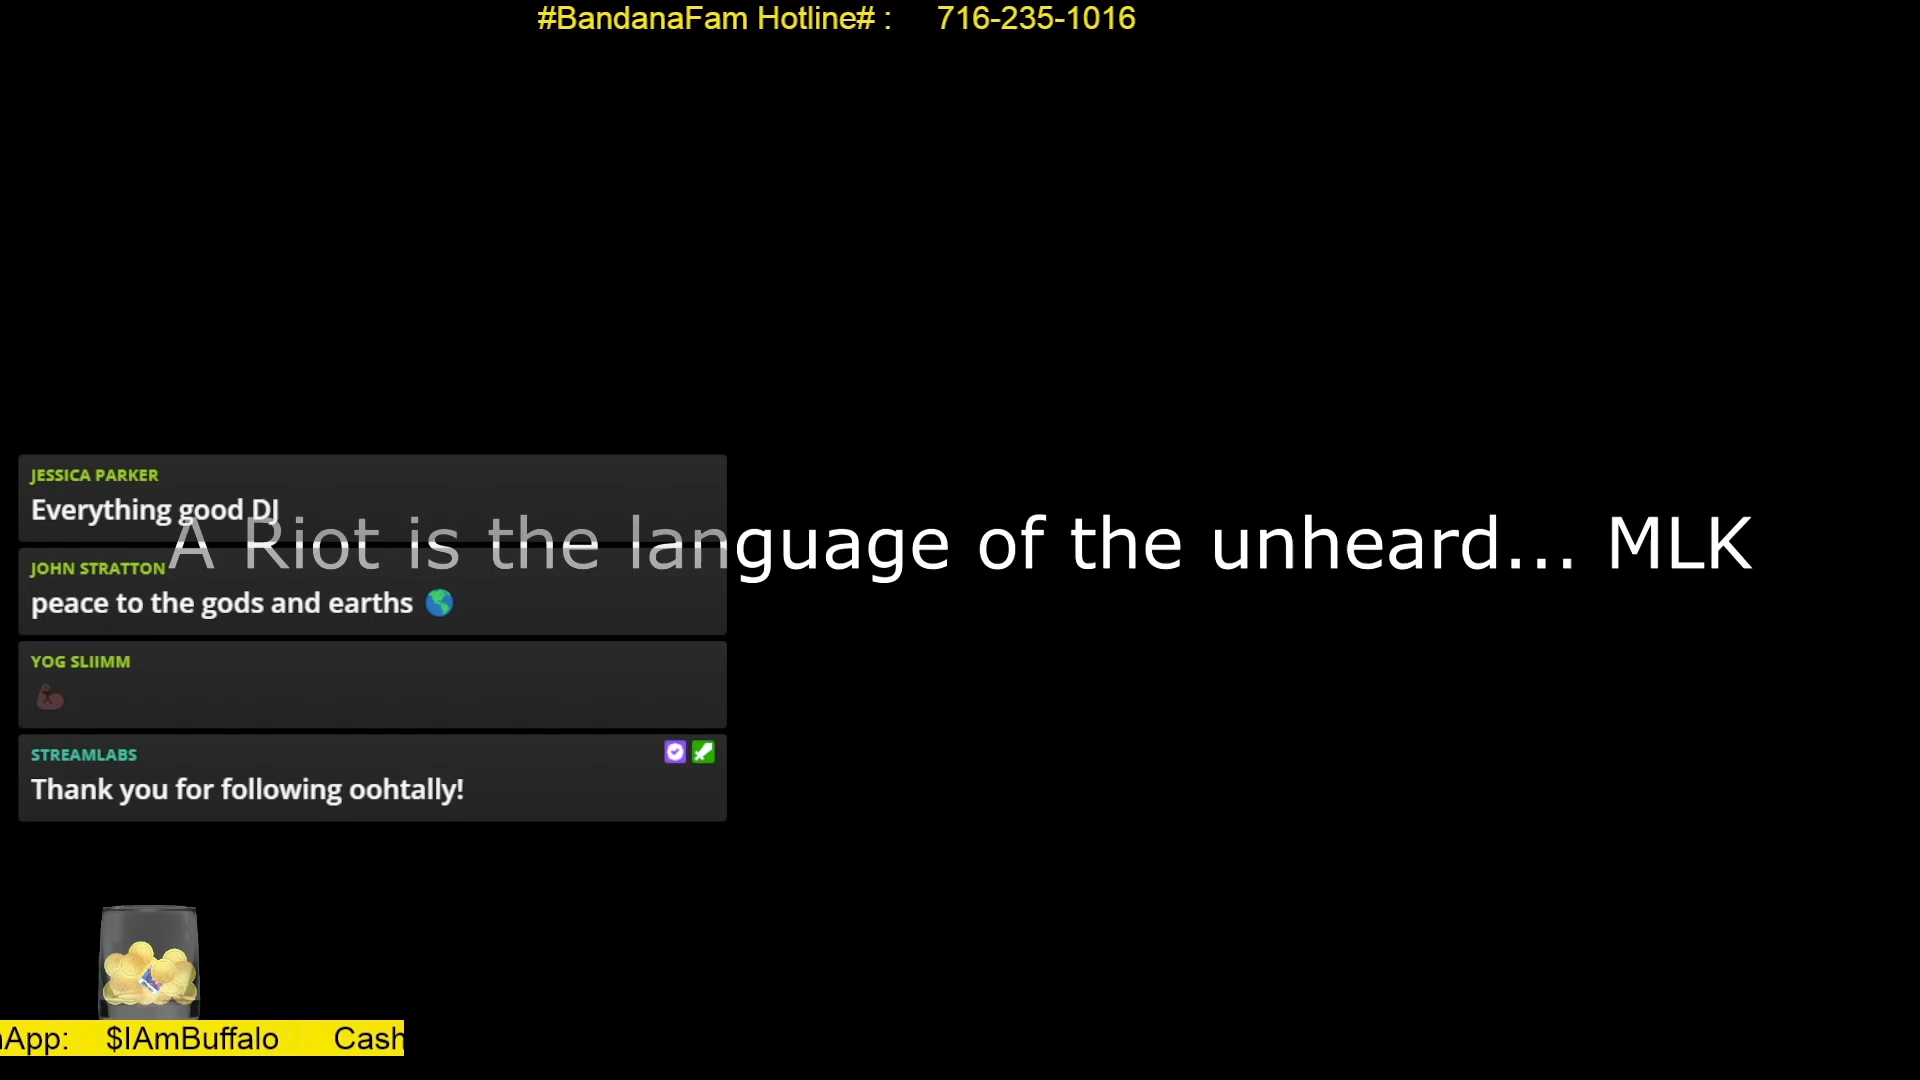 #BandanaFam Hotline# : 716-235-1016
JESSICA PARKER
Everything good DJ
A Riot is the language of the unheard... MLK
JOHN STRATTON
peace to the gods and earths 🌎
YOG SLIIMM
💪🏿
STREAMLABS
Thank you for following oohtally!
App: $IAmBuffalo Cash